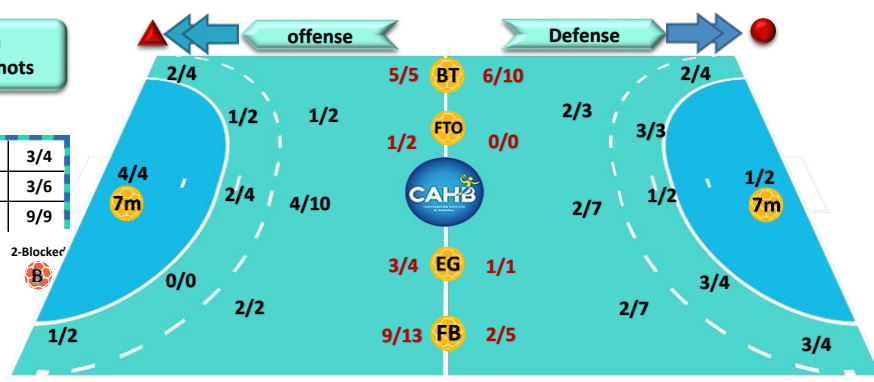 offense
Defense
hots
2/4
5/5 BT 6/10
2/4
1/2
1/2
2/3
3/3
1/2 FTO 0/0
3/4
3/6
9/9
4/4
7m
2/4
4/10
CAHB
2/7
1/2
1/2
7m
2-Blocked
B
0/0
3/4 EG 1/1
3/4
2/2
2/7
1/2
9/13 FB 2/5
3/4